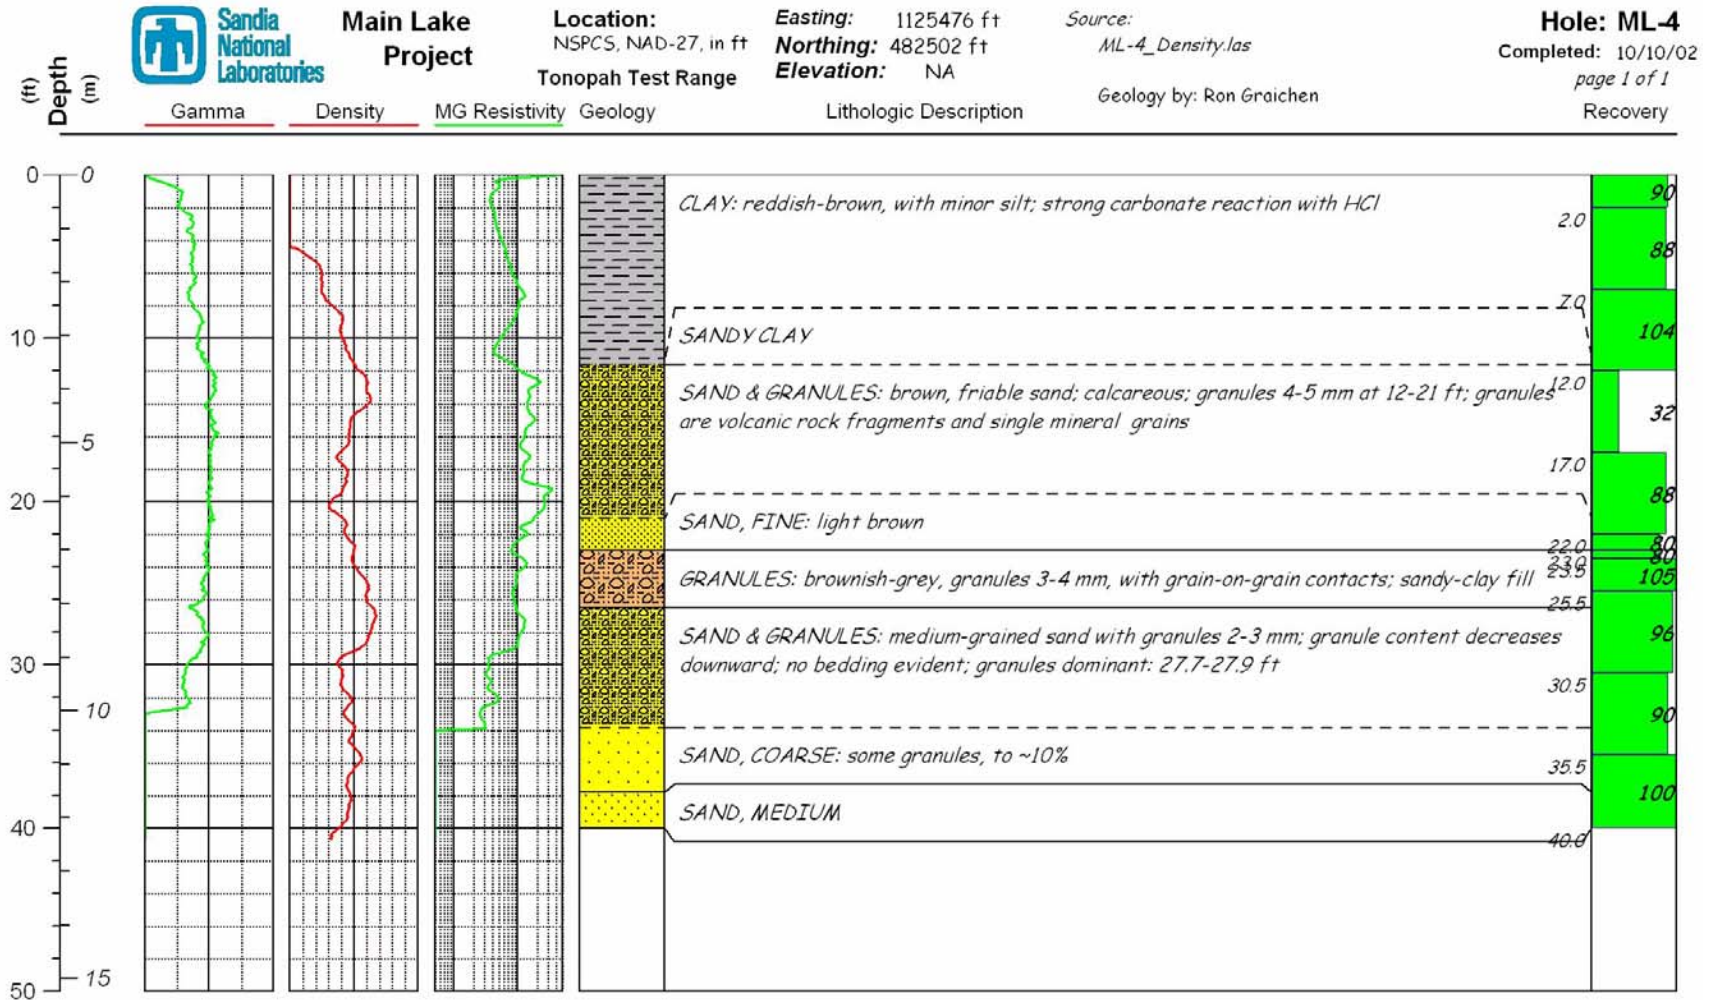 Sandia
National
Laboratories
Main Lake
Project
Location:
NSPCS, NAD-27, in ft
Tonopah Test Range
Easting: 1125476 ft
Northing: 482502 ft
Elevation: NA
Source:
ML-4_Density.las
Geology by: Ron Graichen
Hole: ML-4
Completed: 10/10/02
page 1 of 1
(ft) Depth (m)
Gamma Density MG Resistivity Geology Lithologic Description Recovery
0 0
10
5
20
30
10
40
15
50
CLAY: reddish-brown, with minor silt; strong carbonate reaction with HCl
SANDY CLAY
SAND & GRANULES: brown, friable sand; calcareous; granules 4-5 mm at 12-21 ft; granules
are volcanic rock fragments and single mineral grains
SAND, FINE: light brown
GRANULES: brownish-grey, granules 3-4 mm, with grain-on-grain contacts; sandy-clay fill
SAND & GRANULES: medium-grained sand with granules 2-3 mm; granule content decreases
downward; no bedding evident; granules dominant: 27.7-27.9 ft
SAND, COARSE: some granules, to ~10%
SAND, MEDIUM
90
2.0
88
7.0
104
12.0
32
17.0
88
22.0
80
23.0
80
23.5
105
25.5
96
30.5
90
35.5
100
40.0